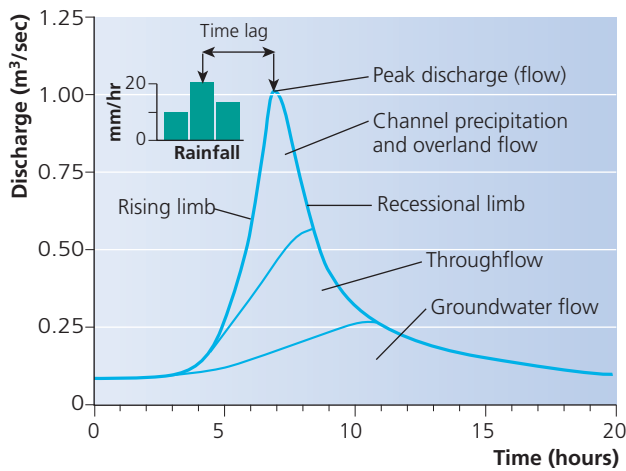 1.25
Time lag
20
mm/hr
0
Rainfall
Peak discharge (flow)
1.00
Channel precipitation
and overland flow
Discharge (m³/sec)
0.75
Rising limb
Recessional limb
0.50
Throughflow
Groundwater flow
0.25
0
0
5
10
15
20
Time (hours)